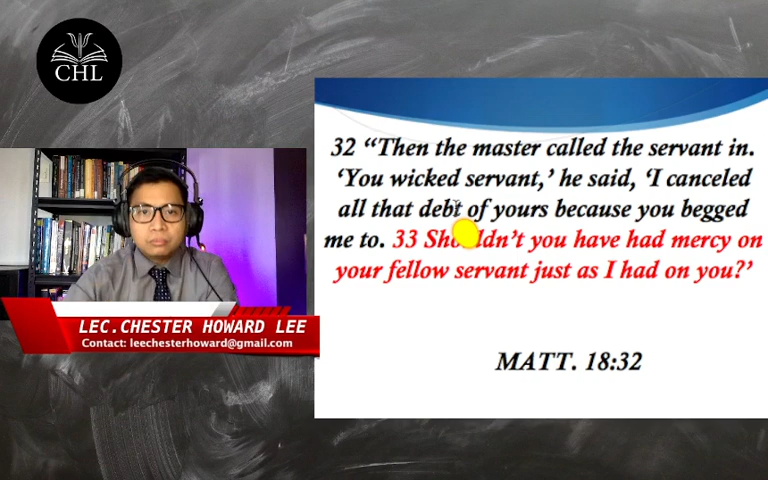 CHL
32 “Then the master called the servant in.
‘You wicked servant,’ he said, ‘I canceled
all that debt of yours because you begged
me to. 33 Shouldn’t you have had mercy on
your fellow servant just as I had on you?’
MATT. 18:32
LEC.CHESTER HOWARD LEE
Contact: leechesterhoward@gmail.com